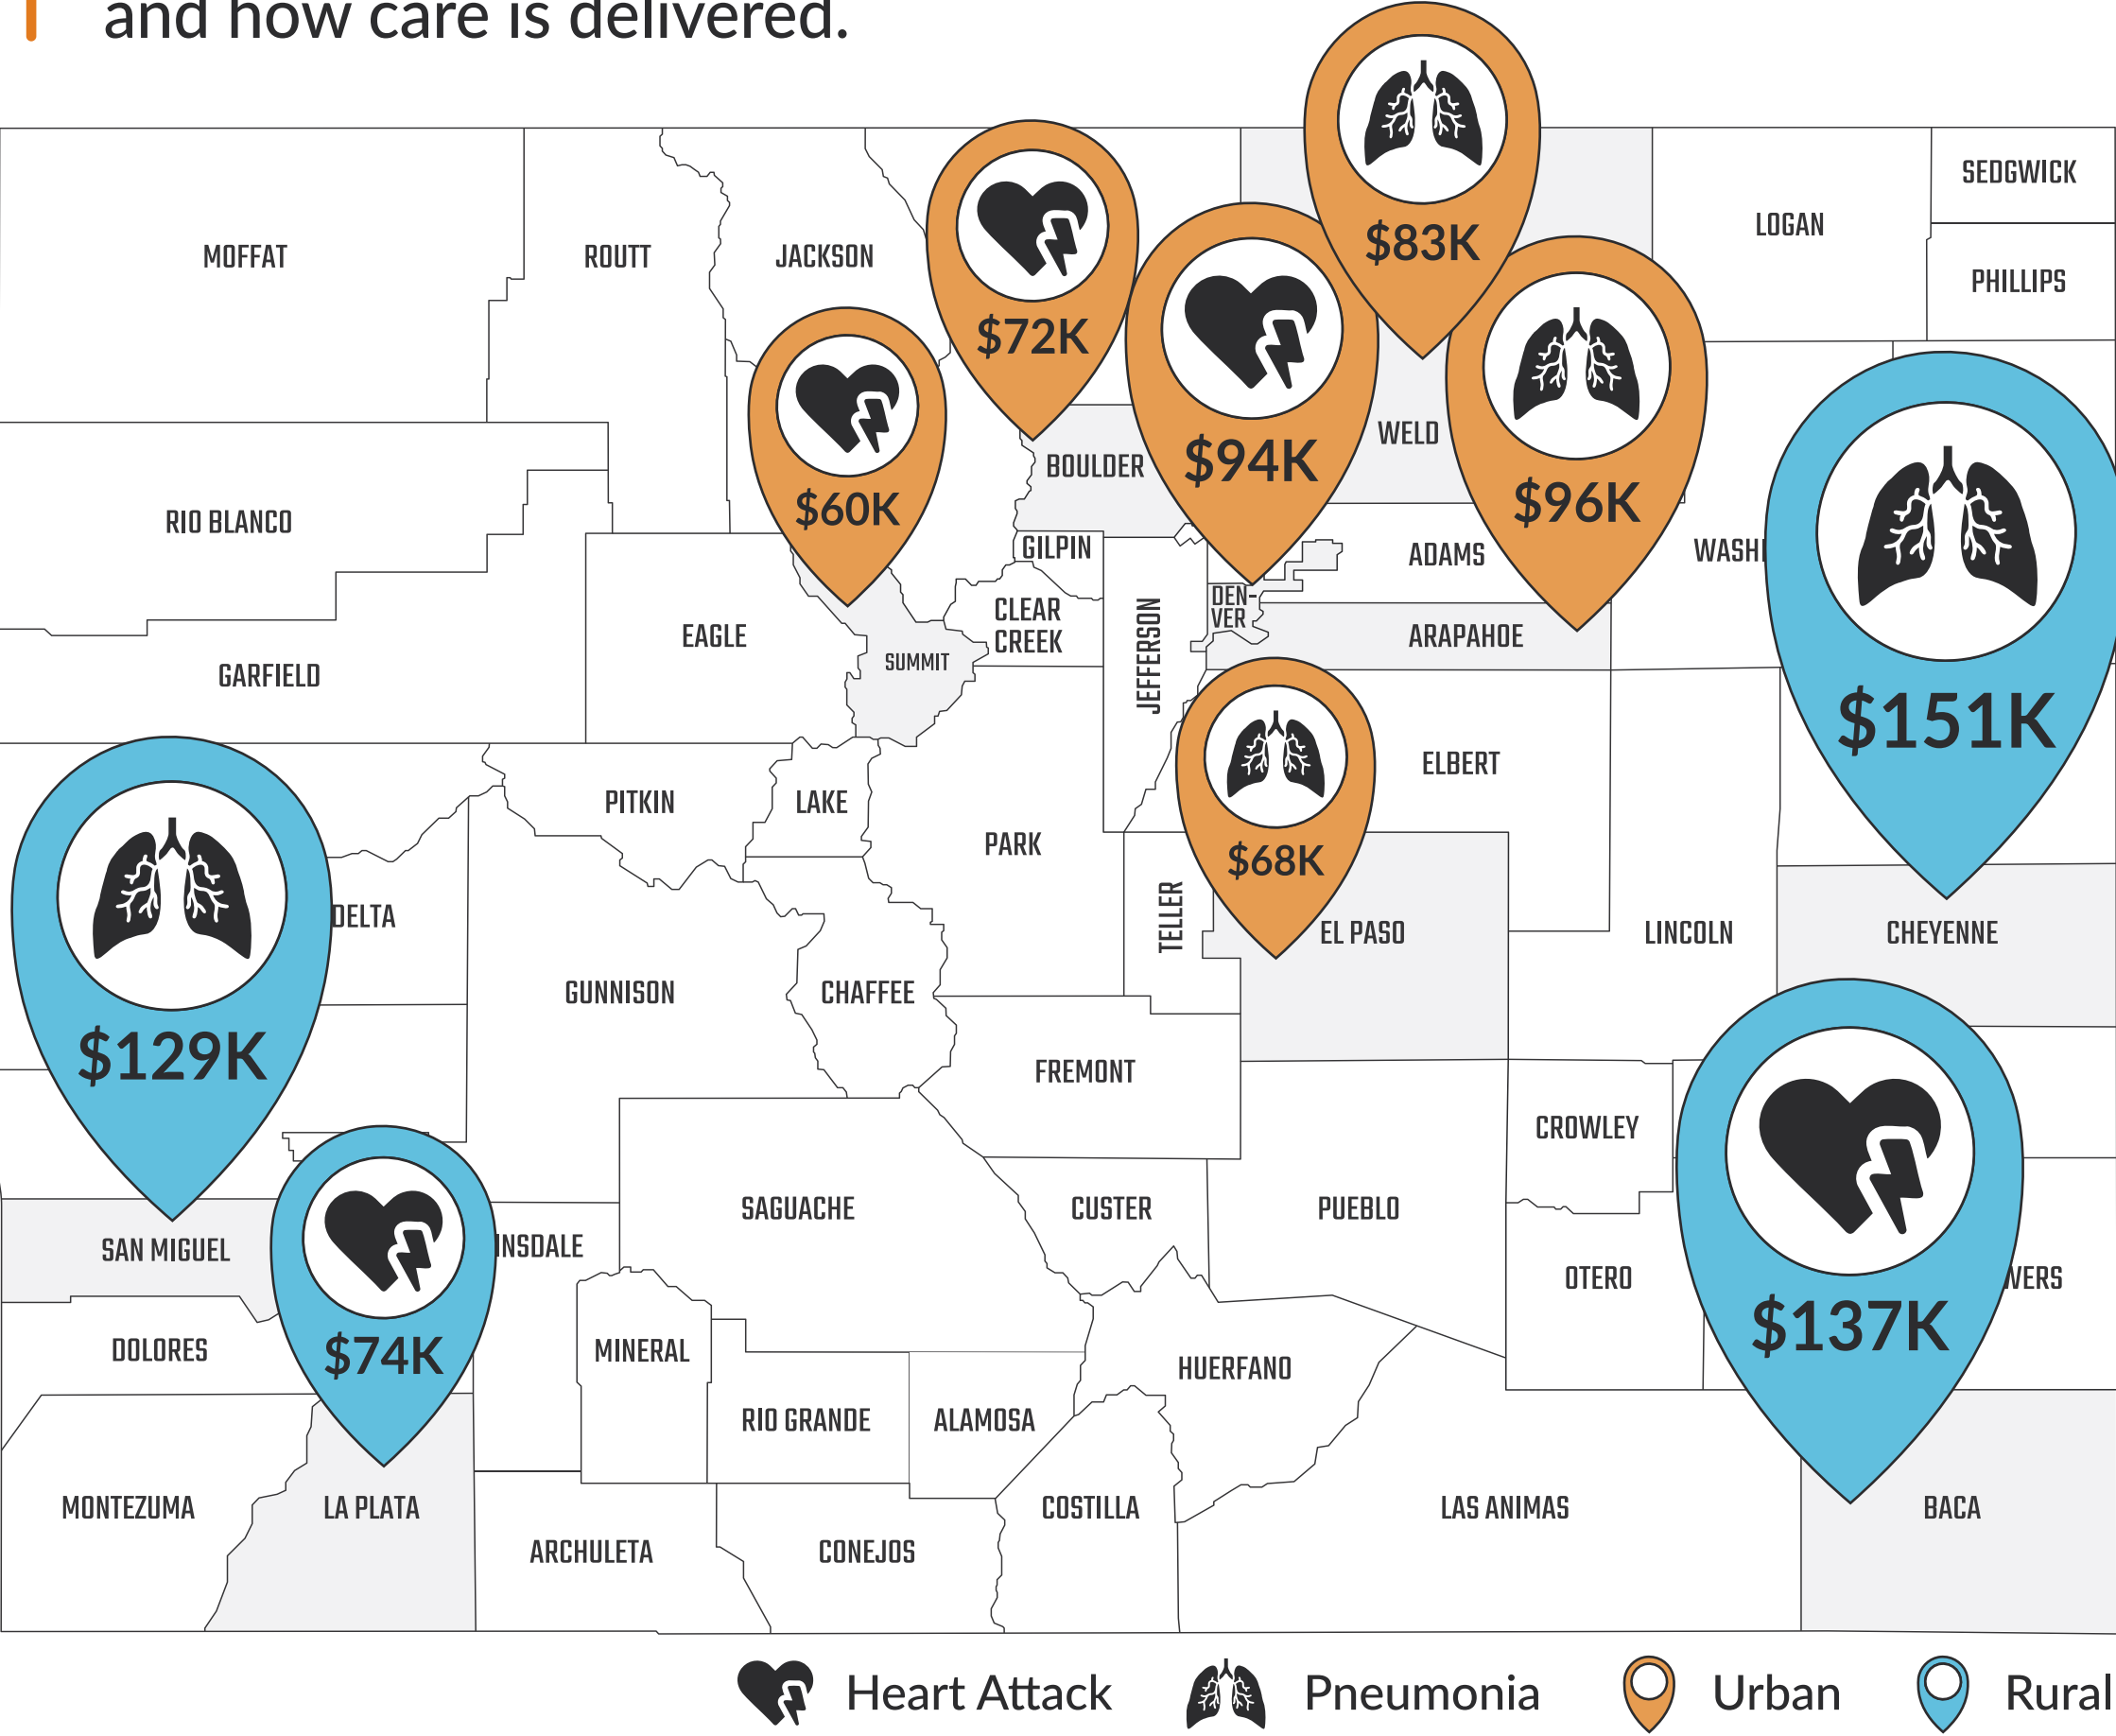 and how care is delivered.
$83K
SEDGWICK
LOGAN
MOFFAT
ROUTT
JACKSON
PHILLIPS
$72K
$94K
WELD
BOULDER
$96K
$60K
RIO BLANCO
GILPIN
ADAMS
WASHI
DEN-
VER
CLEAR
CREEK
JEFFERSON
EAGLE
SUMMIT
ARAPAHOE
GARFIELD
$151K
ELBERT
PITKIN
LAKE
PARK
$68K
DELTA
TELLER
EL PASO
LINCOLN
CHEYENNE
GUNNISON
CHAFFEE
$129K
FREMONT
CROWLEY
SAGUACHE
CUSTER
PUEBLO
SAN MIGUEL
INSDALE
OTERO
WERS
$137K
DOLORES
$74K
MINERAL
HUERFANO
RIO GRANDE
ALAMOSA
MONTEZUMA
LA PLATA
COSTILLA
LAS ANIMAS
BACA
ARCHULETA
CONEJOS
Heart Attack
Pneumonia
Urban
Rural